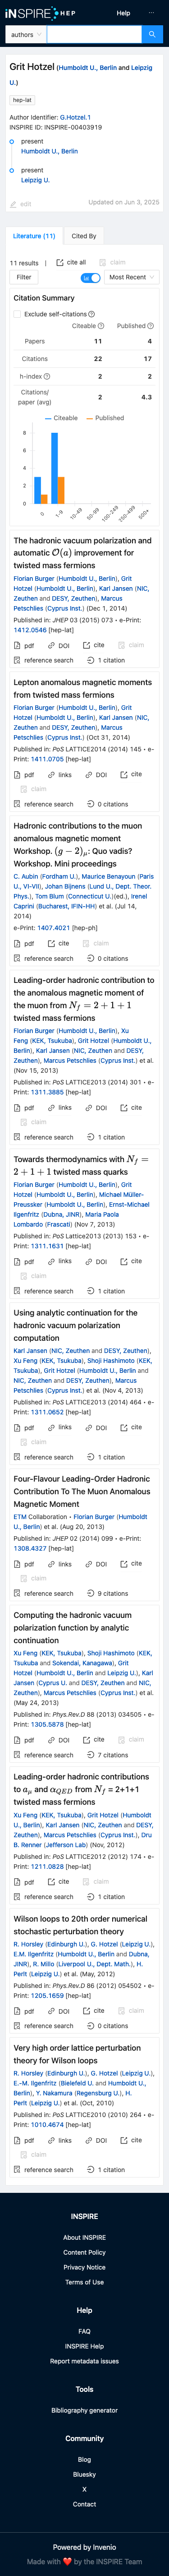 INSPIRE HEP
Help
authors
Grit Hotzel (Humboldt U., Berlin and Leipzig
U.)
hep-lat
Author Identifier: G.Hotzel.1
INSPIRE ID: INSPIRE-00403919
present
Humboldt U., Berlin
present
Leipzig U.
edit
Updated on Jun 3, 2025
Literature (11)
Cited By
11 results | cite all claim
Filter
Most Recent
Citation Summary
Exclude self-citations
Citeable Published
Papers 11 4
Citations 22 17
h-index 2 2
Citations/
paper (avg) 2 4.3
Citeable Published
8
6
4
2
0
0 1-9 10-49 50-99 100-249 250-499 500+
The hadronic vacuum polarization and
automatic O(a) improvement for
twisted mass fermions
Florian Burger (Humboldt U., Berlin), Grit
Hotzel (Humboldt U., Berlin), Karl Jansen (NIC,
Zeuthen and DESY, Zeuthen), Marcus
Petschlies (Cyprus Inst.) (Dec 1, 2014)
Published in: JHEP 03 (2015) 073 • e-Print:
1412.0546 [hep-lat]
pdf DOI cite claim
reference search 1 citation
Lepton anomalous magnetic moments
from twisted mass fermions
Florian Burger (Humboldt U., Berlin), Grit
Hotzel (Humboldt U., Berlin), Karl Jansen (NIC,
Zeuthen and DESY, Zeuthen), Marcus
Petschlies (Cyprus Inst.) (Oct 31, 2014)
Published in: PoS LATTICE2014 (2014) 145 • e-
Print: 1411.0705 [hep-lat]
pdf links DOI cite
claim
reference search 0 citations
Hadronic contributions to the muon
anomalous magnetic moment
Workshop. (g − 2)μ: Quo vadis?
Workshop. Mini proceedings
C. Aubin (Fordham U.), Maurice Benayoun (Paris
U., VI-VII), Johan Bijnens (Lund U., Dept. Theor.
Phys.), Tom Blum (Connecticut U.)(ed.), Irenel
Caprini (Bucharest, IFIN-HH) et al. (Jul 14,
2014)
e-Print: 1407.4021 [hep-ph]
pdf cite claim
reference search 0 citations
Leading-order hadronic contribution to
the anomalous magnetic moment of
the muon from Nf = 2 + 1 + 1
twisted mass fermions
Florian Burger (Humboldt U., Berlin), Xu
Feng (KEK, Tsukuba), Grit Hotzel (Humboldt U.,
Berlin), Karl Jansen (NIC, Zeuthen and DESY,
Zeuthen), Marcus Petschlies (Cyprus Inst.) et al.
(Nov 15, 2013)
Published in: PoS LATTICE2013 (2014) 301 • e-
Print: 1311.3885 [hep-lat]
pdf links DOI cite
claim
reference search 1 citation
Towards thermodynamics with Nf =
2 + 1 + 1 twisted mass quarks
Florian Burger (Humboldt U., Berlin), Grit
Hotzel (Humboldt U., Berlin), Michael Müller-
Preussker (Humboldt U., Berlin), Ernst-Michael
Ilgenfritz (Dubna, JINR), Maria Paola
Lombardo (Frascati) (Nov 7, 2013)
Published in: PoS Lattice2013 (2013) 153 • e-
Print: 1311.1631 [hep-lat]
pdf links DOI cite
claim
reference search 1 citation
Using analytic continuation for the
hadronic vacuum polarization
computation
Karl Jansen (NIC, Zeuthen and DESY, Zeuthen),
Xu Feng (KEK, Tsukuba), Shoji Hashimoto (KEK,
Tsukuba), Grit Hotzel (Humboldt U., Berlin and
NIC, Zeuthen and DESY, Zeuthen), Marcus
Petschlies (Cyprus Inst.) et al. (Nov 4, 2013)
Published in: PoS LATTICE2013 (2014) 464 • e-
Print: 1311.0652 [hep-lat]
pdf links DOI cite
claim
reference search 1 citation
Four-Flavour Leading-Order Hadronic
Contribution To The Muon Anomalous
Magnetic Moment
ETM Collaboration • Florian Burger (Humboldt
U., Berlin) et al. (Aug 20, 2013)
Published in: JHEP 02 (2014) 099 • e-Print:
1308.4327 [hep-lat]
pdf links DOI cite
claim
reference search 9 citations
Computing the hadronic vacuum
polarization function by analytic
continuation
Xu Feng (KEK, Tsukuba), Shoji Hashimoto (KEK,
Tsukuba and Sokendai, Kanagawa), Grit
Hotzel (Humboldt U., Berlin and Leipzig U.), Karl
Jansen (Cyprus U. and DESY, Zeuthen and NIC,
Zeuthen), Marcus Petschlies (Cyprus Inst.) et al.
(May 24, 2013)
Published in: Phys.Rev.D 88 (2013) 034505 • e-
Print: 1305.5878 [hep-lat]
pdf DOI cite claim
reference search 7 citations
Leading-order hadronic contributions
to aμ and αQED from Nf = 2+1+1
twisted mass fermions
Xu Feng (KEK, Tsukuba), Grit Hotzel (Humboldt
U., Berlin), Karl Jansen (NIC, Zeuthen and DESY,
Zeuthen), Marcus Petschlies (Cyprus Inst.), Dru
B. Renner (Jefferson Lab) (Nov, 2012)
Published in: PoS LATTICE2012 (2012) 174 • e-
Print: 1211.0828 [hep-lat]
pdf cite claim
reference search 1 citation
Wilson loops to 20th order numerical
stochastic perturbation theory
R. Horsley (Edinburgh U.), G. Hotzel (Leipzig U.),
E.M. Ilgenfritz (Humboldt U., Berlin and Dubna,
JINR), R. Millo (Liverpool U., Dept. Math.), H.
Perlt (Leipzig U.) et al. (May, 2012)
Published in: Phys.Rev.D 86 (2012) 054502 • e-
Print: 1205.1659 [hep-lat]
pdf DOI cite claim
reference search 0 citations
Very high order lattice perturbation
theory for Wilson loops
R. Horsley (Edinburgh U.), G. Hotzel (Leipzig U.),
E.-M. Ilgenfritz (Bielefeld U. and Humboldt U.,
Berlin), Y. Nakamura (Regensburg U.), H.
Perlt (Leipzig U.) et al. (Oct, 2010)
Published in: PoS LATTICE2010 (2010) 264 • e-
Print: 1010.4674 [hep-lat]
pdf links DOI cite
claim
reference search 1 citation
INSPIRE
About INSPIRE
Content Policy
Privacy Notice
Terms of Use
Help
FAQ
INSPIRE Help
Report metadata issues
Tools
Bibliography generator
Community
Blog
Bluesky
X
Contact
Powered by Invenio
Made with ❤ by the INSPIRE Team